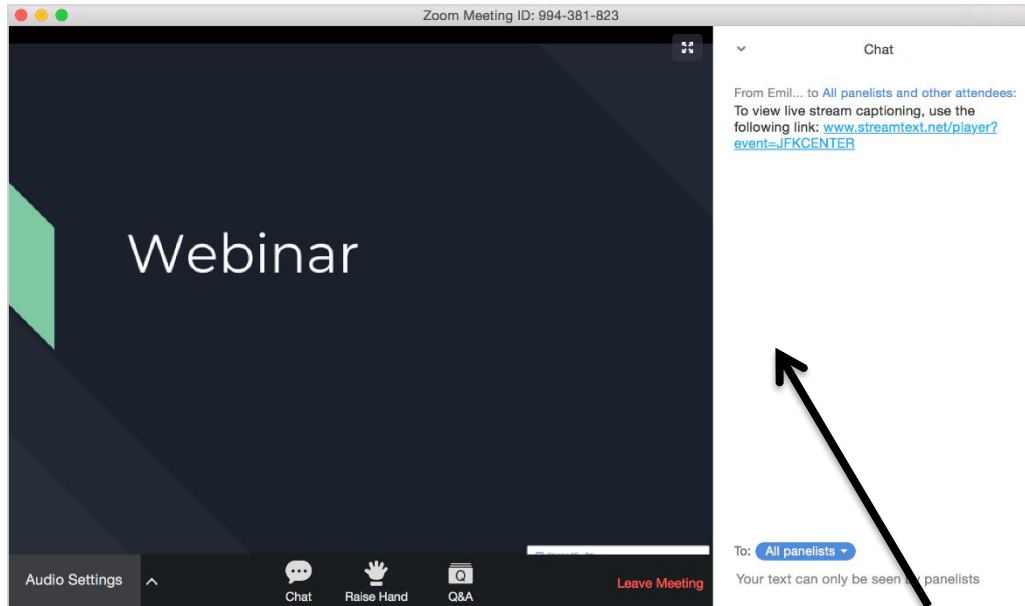 Zoom Meeting ID: 994-381-823
Webinar
Chat
From Emil... to All panelists and other attendees:
To view live stream captioning, use the
following link: www.streamtext.net/player?
event=JFKCENTER
To: All panelists
Your text can only be seen by panelists
Audio Settings
Chat
Raise Hand
Q
Q&A
Leave Meeting